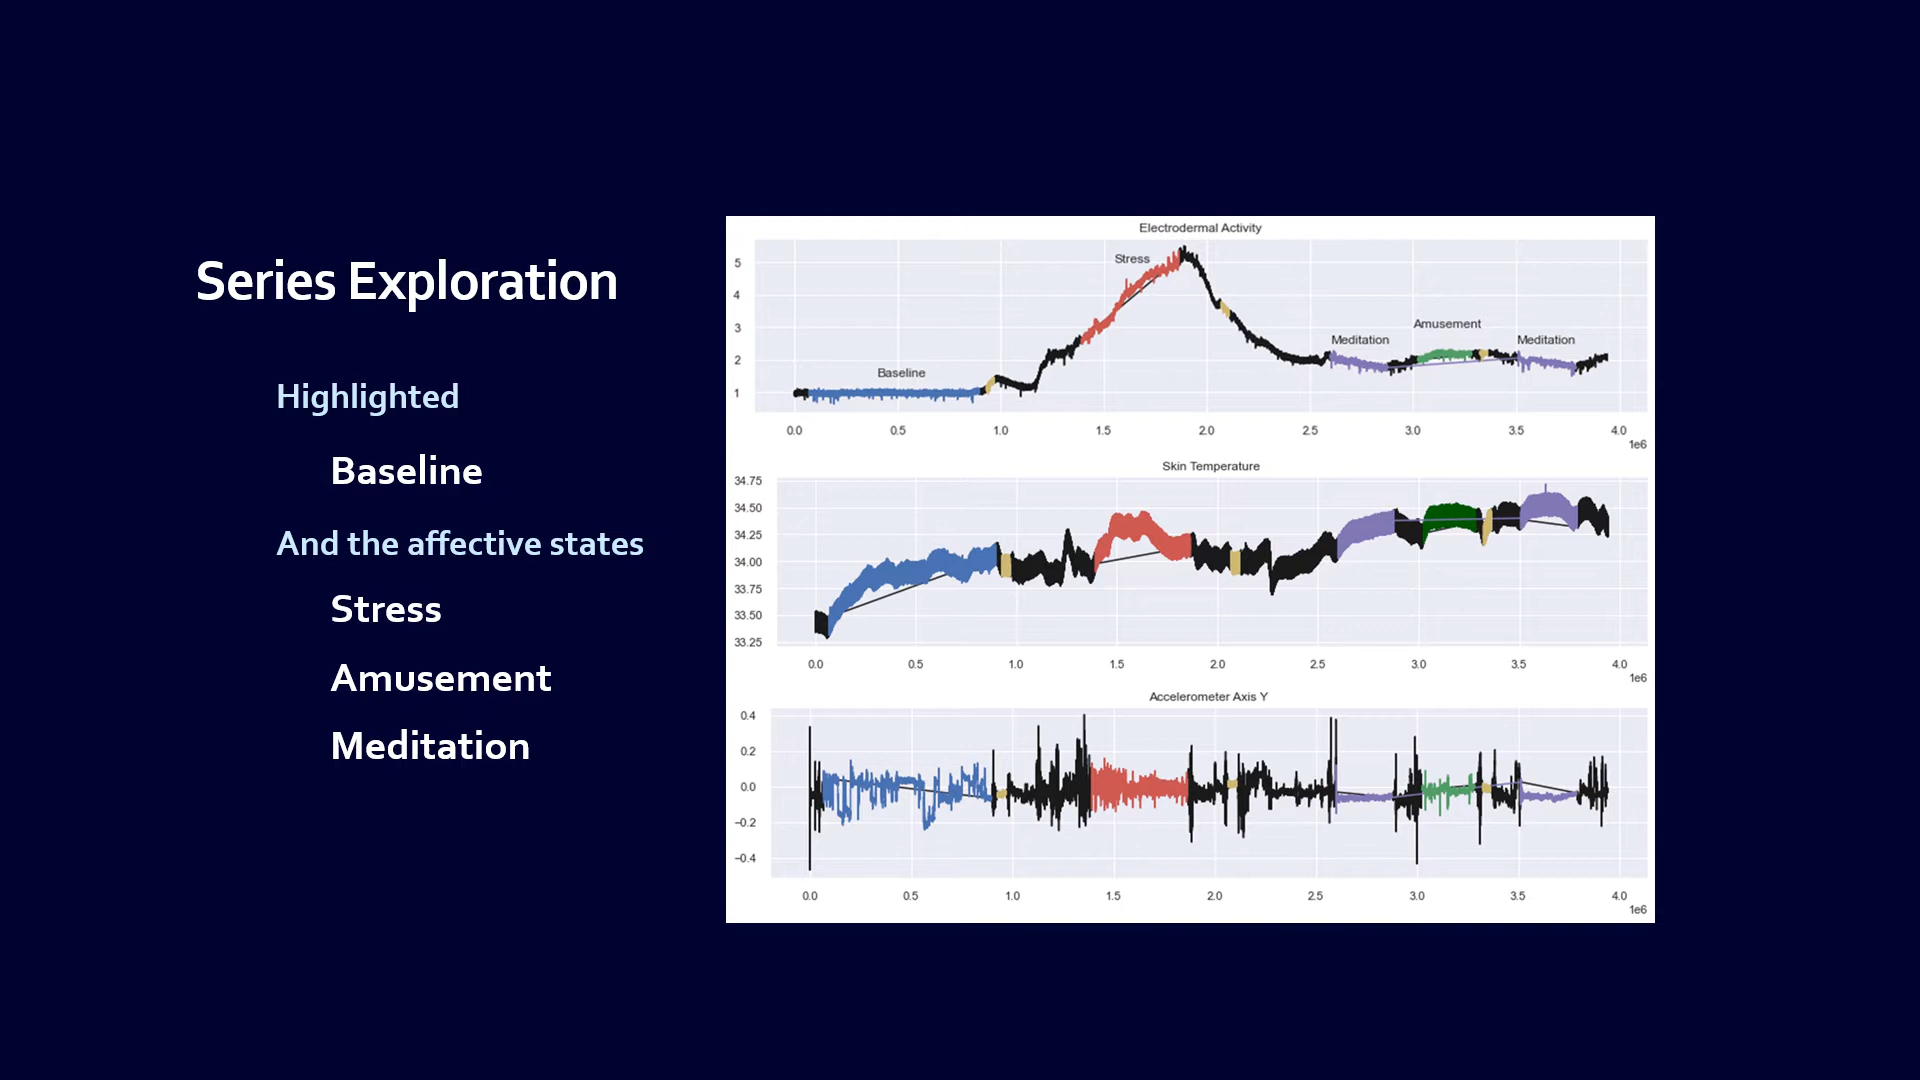 Series Exploration
Highlighted
Baseline
And the affective states
Stress
Amusement
Meditation
Electrodermal Activity
5
4
3
2
1
Stress
Baseline
Meditation
Amusement
Meditation
0.0 0.5 1.0 1.5 2.0 2.5 3.0 3.5 4.0
1e6
Skin Temperature
34.75
34.50
34.25
34.00
33.75
33.50
33.25
0.0 0.5 1.0 1.5 2.0 2.5 3.0 3.5 4.0
1e6
Accelerometer Axis Y
0.4
0.2
0.0
−0.2
−0.4
0.0 0.5 1.0 1.5 2.0 2.5 3.0 3.5 4.0
1e6